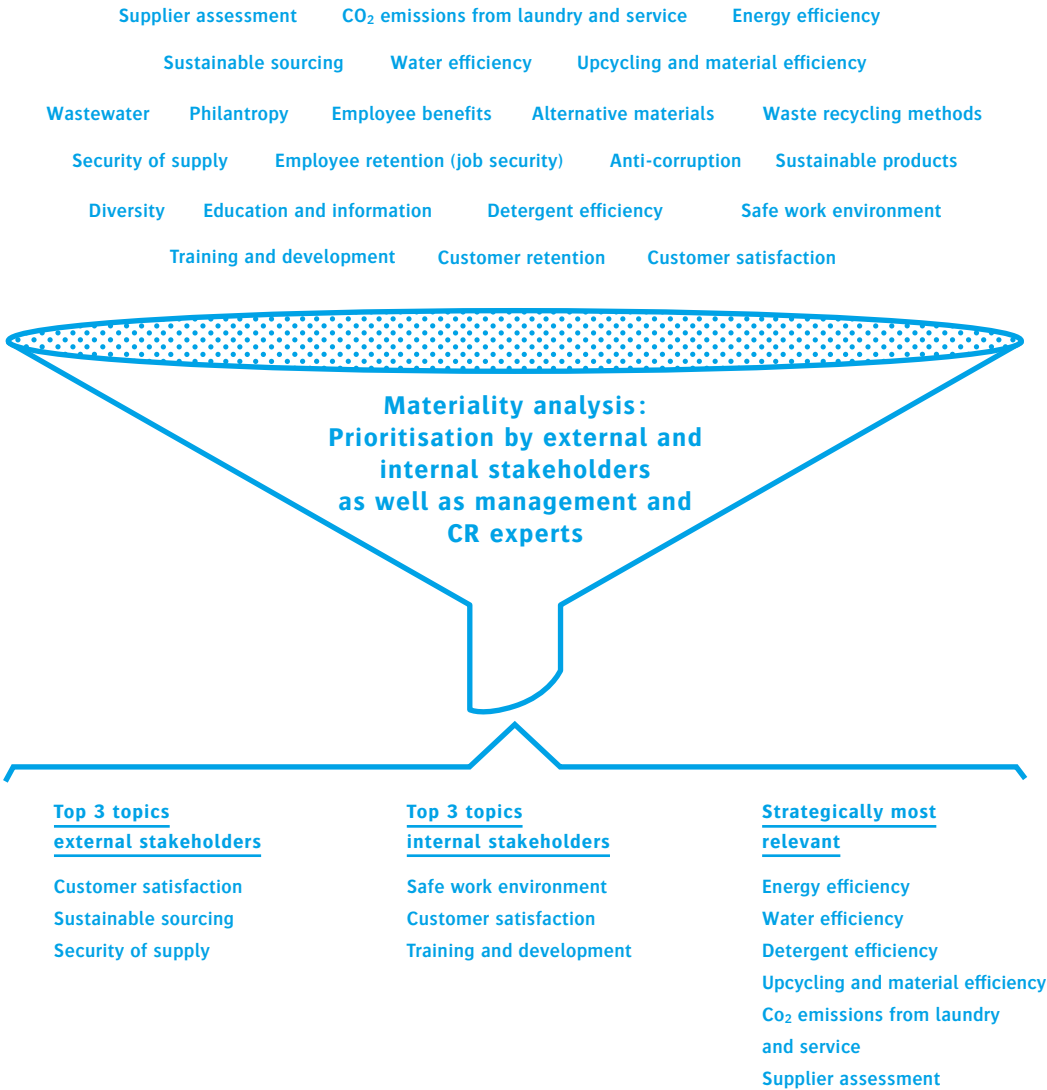 Supplier assessment CO₂ emissions from laundry and service Energy efficiency
Sustainable sourcing Water efficiency Upcycling and material efficiency
Wastewater Philantropy Employee benefits Alternative materials Waste recycling methods
Security of supply Employee retention (job security) Anti-corruption Sustainable products
Diversity Education and information Detergent efficiency Safe work environment
Training and development Customer retention Customer satisfaction
Materiality analysis:
Prioritisation by external and
internal stakeholders
as well as management and
CR experts
Top 3 topics
external stakeholders
Customer satisfaction
Sustainable sourcing
Security of supply
Top 3 topics
internal stakeholders
Safe work environment
Customer satisfaction
Training and development
Strategically most
relevant
Energy efficiency
Water efficiency
Detergent efficiency
Upcycling and material efficiency
Co₂ emissions from laundry
and service
Supplier assessment